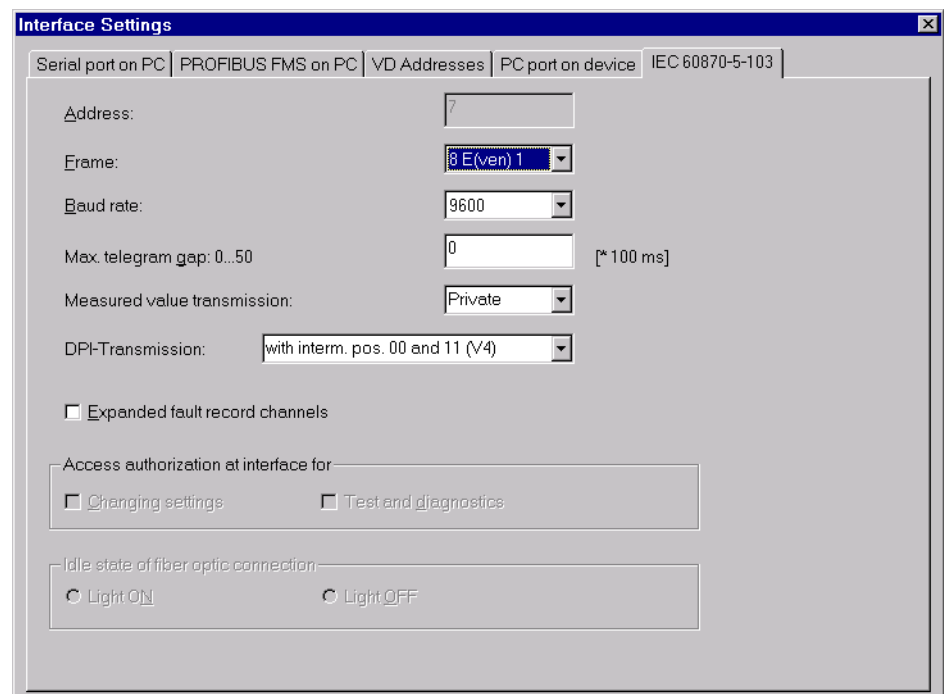 Interface Settings
Serial port on PC PROFIBUS FMS on PC VD Addresses PC port on device IEC 60870-5-103
Address: 7
Frame: 8 E(ven) 1
Baud rate: 9600
Max. telegram gap: 0...50 0 [* 100 ms]
Measured value transmission: Private
DPI-Transmission: with interm. pos. 00 and 11 (V4)
Expanded fault record channels
Access authorization at interface for
Changing settings Test and diagnostics
Idle state of fiber optic connection
Light ON Light OFF